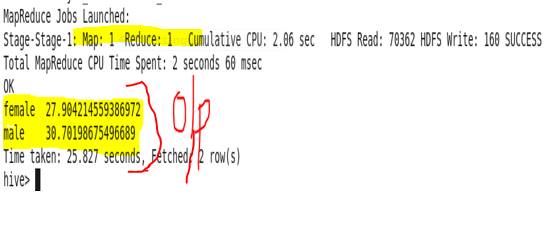 MapReduce Jobs Launched:
Stage-Stage-1: Map: 1  Reduce: 1   Cumulative CPU: 2.06 sec   HDFS Read: 70362 HDFS Write: 160 SUCCESS
Total MapReduce CPU Time Spent: 2 seconds 60 msec
OK
female  27.904214559386972
male    30.70198675496689
O/P
Time taken: 25.827 seconds, Fetched: 2 row(s)
hive>